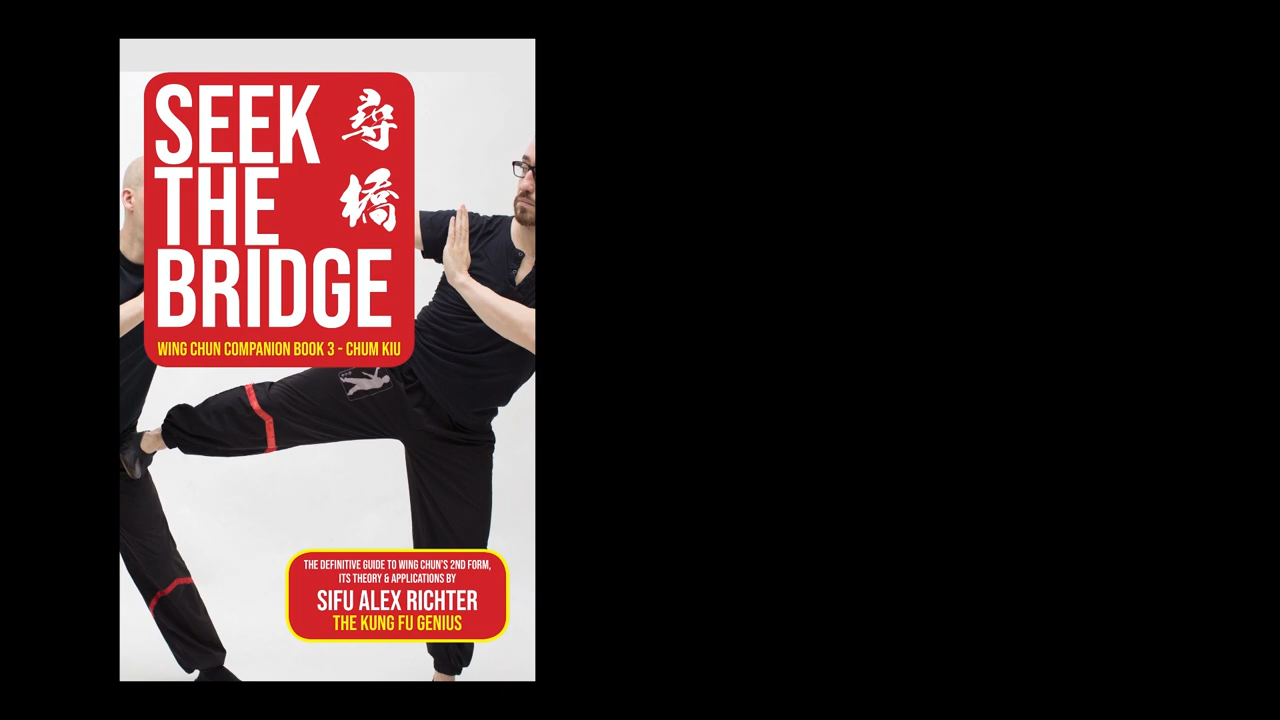 SEEK
THE
BRIDGE
尋橋
WING CHUN COMPANION BOOK 3 - CHUM KIU
THE DEFINITIVE GUIDE TO WING CHUN'S 2ND FORM,
ITS THEORY & APPLICATIONS BY
SIFU ALEX RICHTER
THE KUNG FU GENIUS